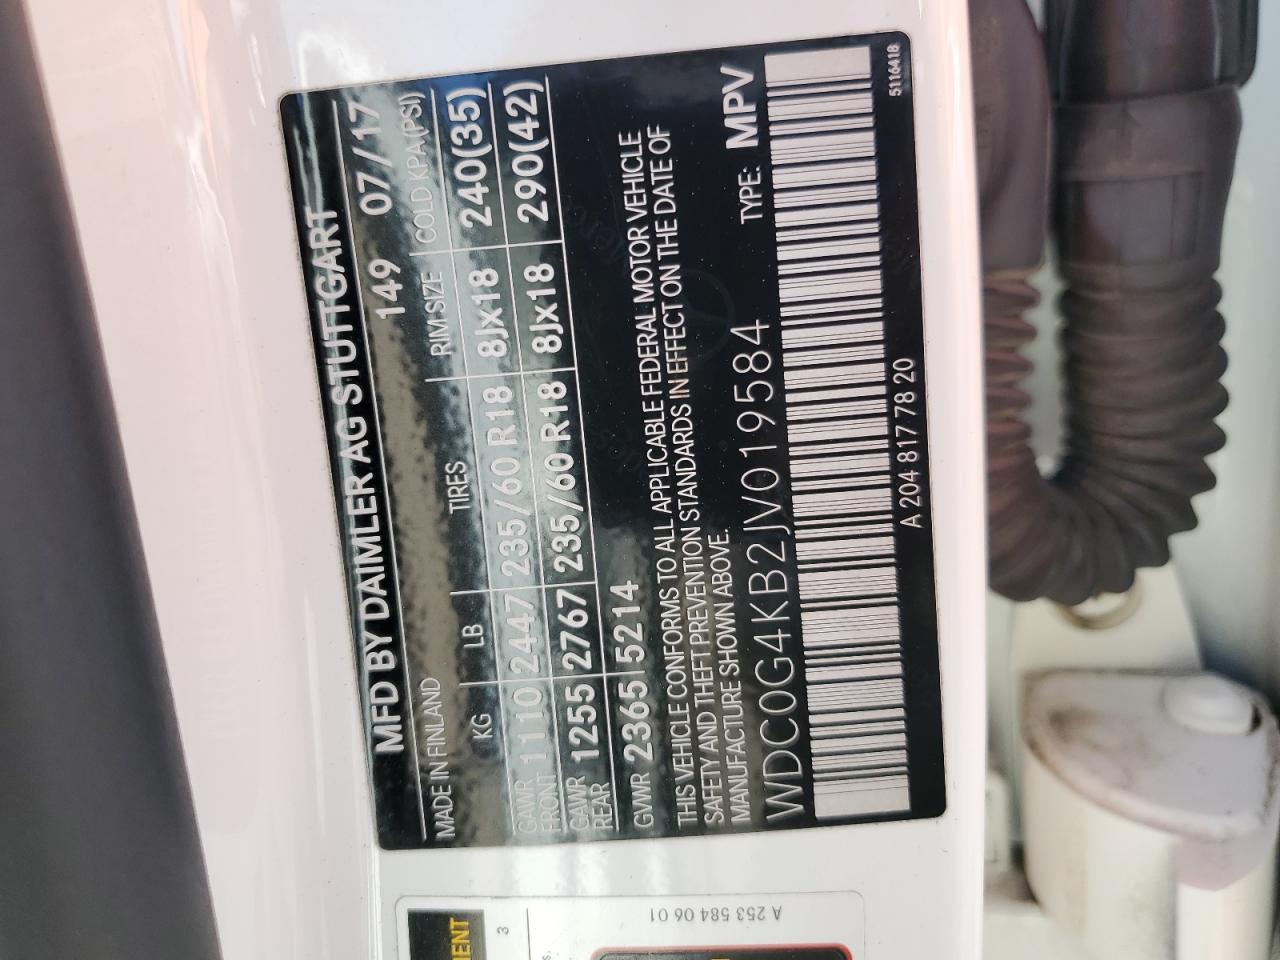 MFD BY DAIMLER AG STUTTGART
MADE IN FINLAND 149 07/17
KG LB TIRES RIM SIZE COLD KPA(PSI)
GAWR FRONT 1110 2447 235/60 R18 8Jx18 240(35)
GAWR REAR 1255 2767 235/60 R18 8Jx18 290(42)
GVWR 2365 5214
THIS VEHICLE CONFORMS TO ALL APPLICABLE FEDERAL MOTOR VEHICLE
SAFETY AND THEFT PREVENTION STANDARDS IN EFFECT ON THE DATE OF
MANUFACTURE SHOWN ABOVE.
WDC0G4KB2JV019584 TYPE: MPV
A 204 817 78 20
5116418
A 253 584 06 01
3